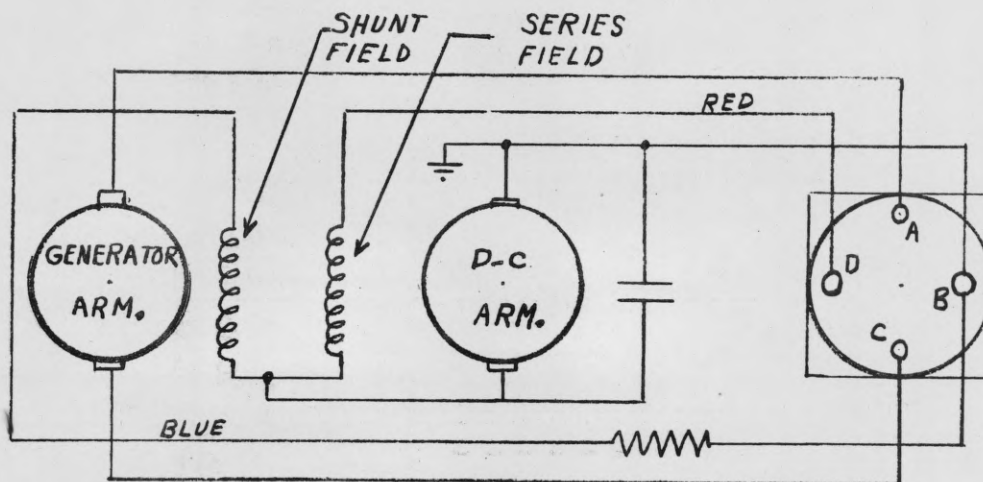 SHUNT
FIELD
SERIES
FIELD
RED
GENERATOR
ARM.
D-C
ARM.
A
D
B
C
BLUE